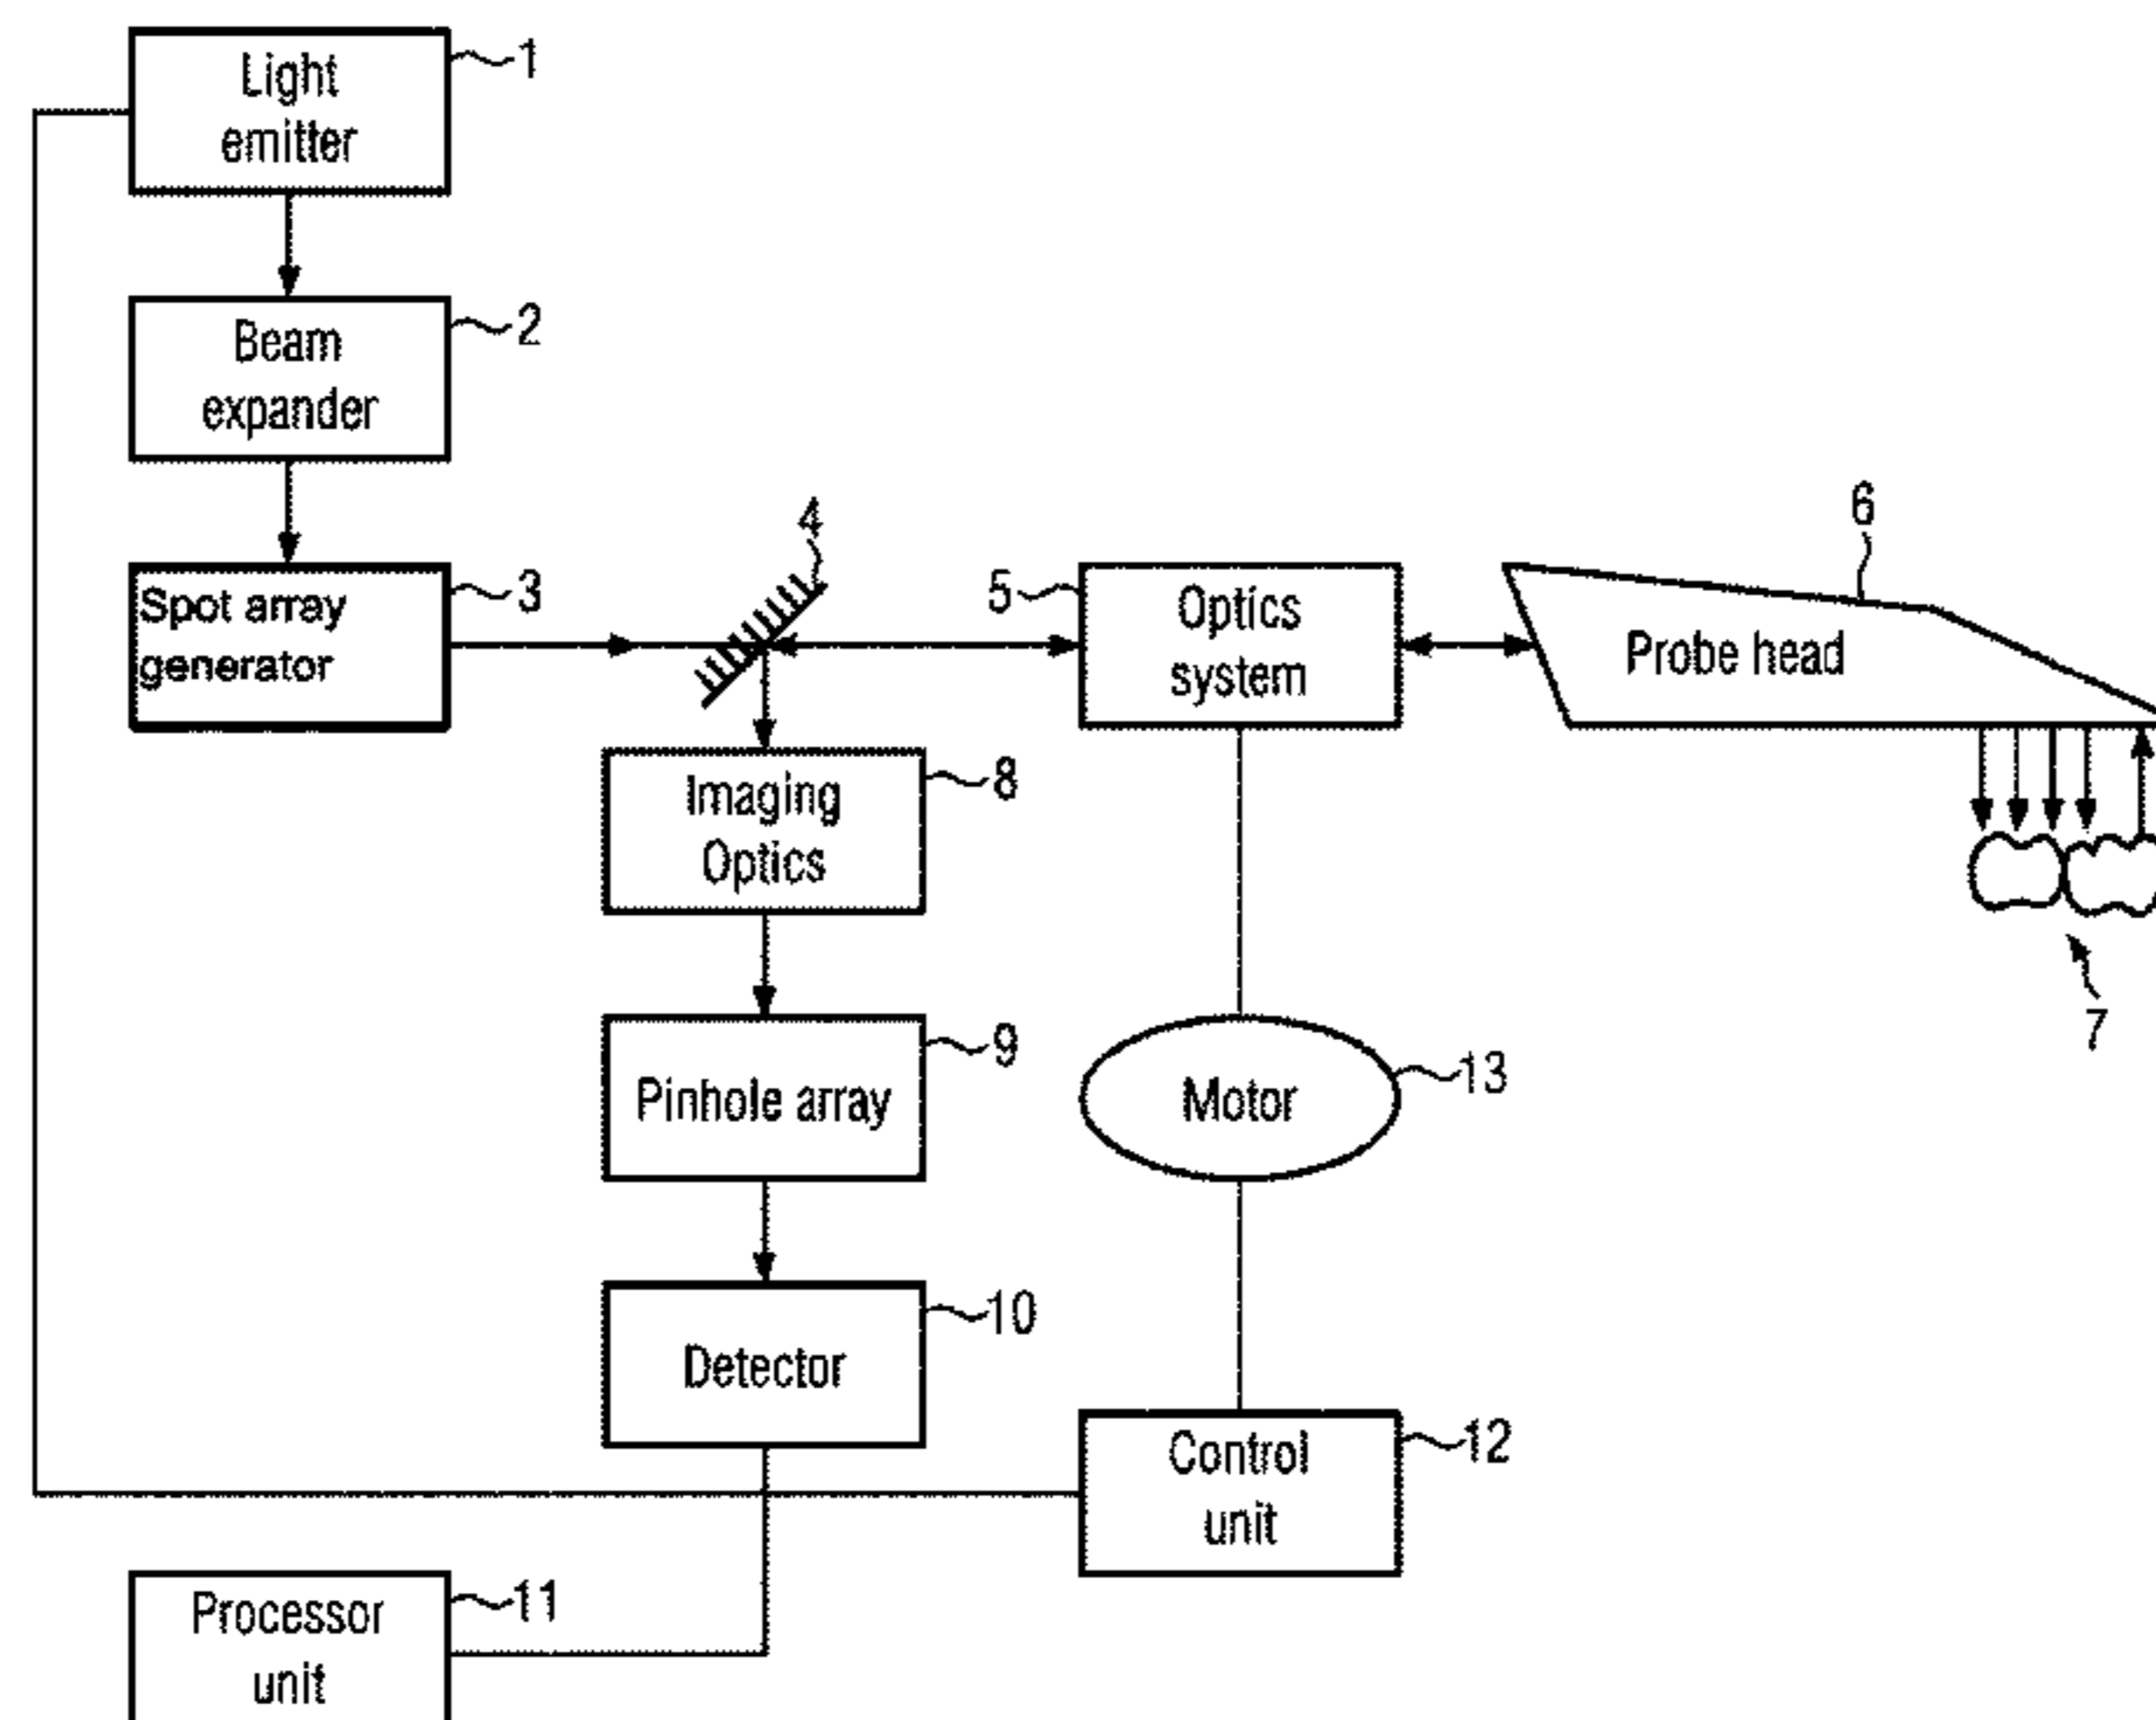 Light
emitter
1
Beam
expander
2
Spot array
generator
3
4
5
Optics
system
6
Probe head
7
Imaging
Optics
8
Pinhole array
9
Motor
13
Detector
10
Control
unit
12
Processor
unit
11